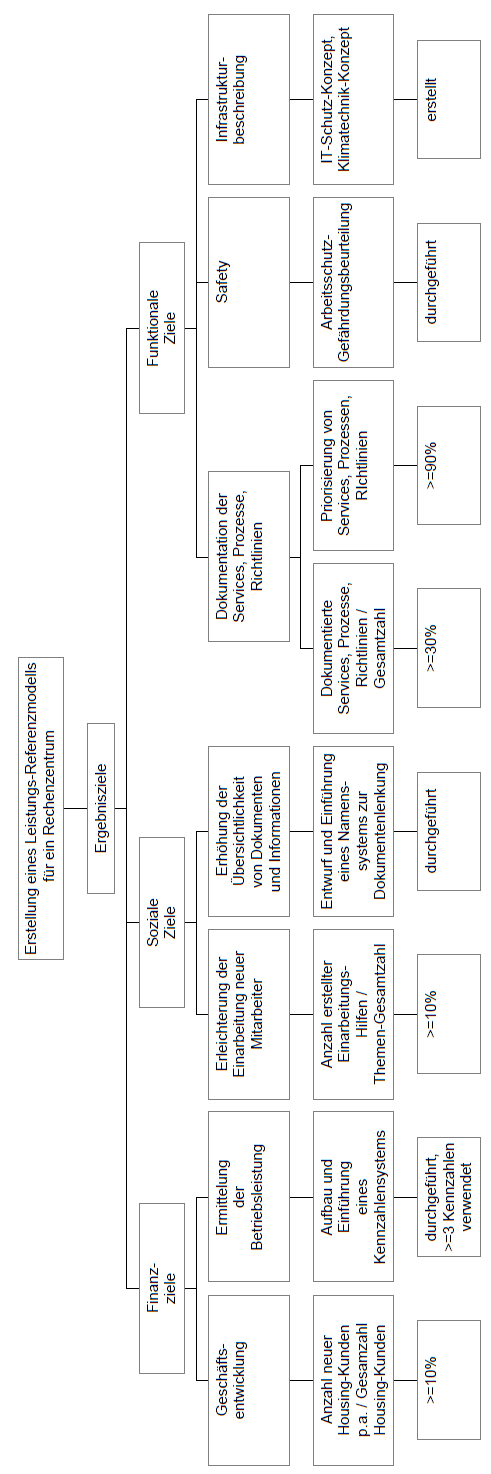 Erstellung eines Leistungs-Referenzmodells
für ein Rechenzentrum
Ergebnisziele
Finanz-
ziele
Soziale
Ziele
Funktionale
Ziele
Geschäfts-
entwicklung
Ermittelung
der
Betriebsleistung
Erleichterung der
Einarbeitung neuer
Mitarbeiter
Erhöhung der
Übersichtlichkeit
von Dokumenten
und Informationen
Dokumentation der
Services, Prozesse,
Richtlinien
Safety
Infrastruktur-
beschreibung
Anzahl neuer
Housing-Kunden
p.a. / Gesamzahl
Housing-Kunden
Aufbau und
Einführung
eines
Kennzahlensystems
Anzahl erstellter
Einarbeitungs-
Hilfen /
Themen-Gesamtzahl
Entwurf und Einführung
eines Namens-
systems zur
Dokumentenlenkung
Dokumentierte
Services, Prozesse,
Richtlinien /
Gesamtzahl
Priorisierung von
Services, Prozessen,
RIchtlinien
Arbeitsschutz-
Gefährdungsbeurteilung
IT-Schutz-Konzept,
Klimatechnik-Konzept
>=10%
durchgeführt,
>=3 Kennzahlen
verwendet
>=10%
durchgeführt
>=30%
>=90%
durchgeführt
erstellt